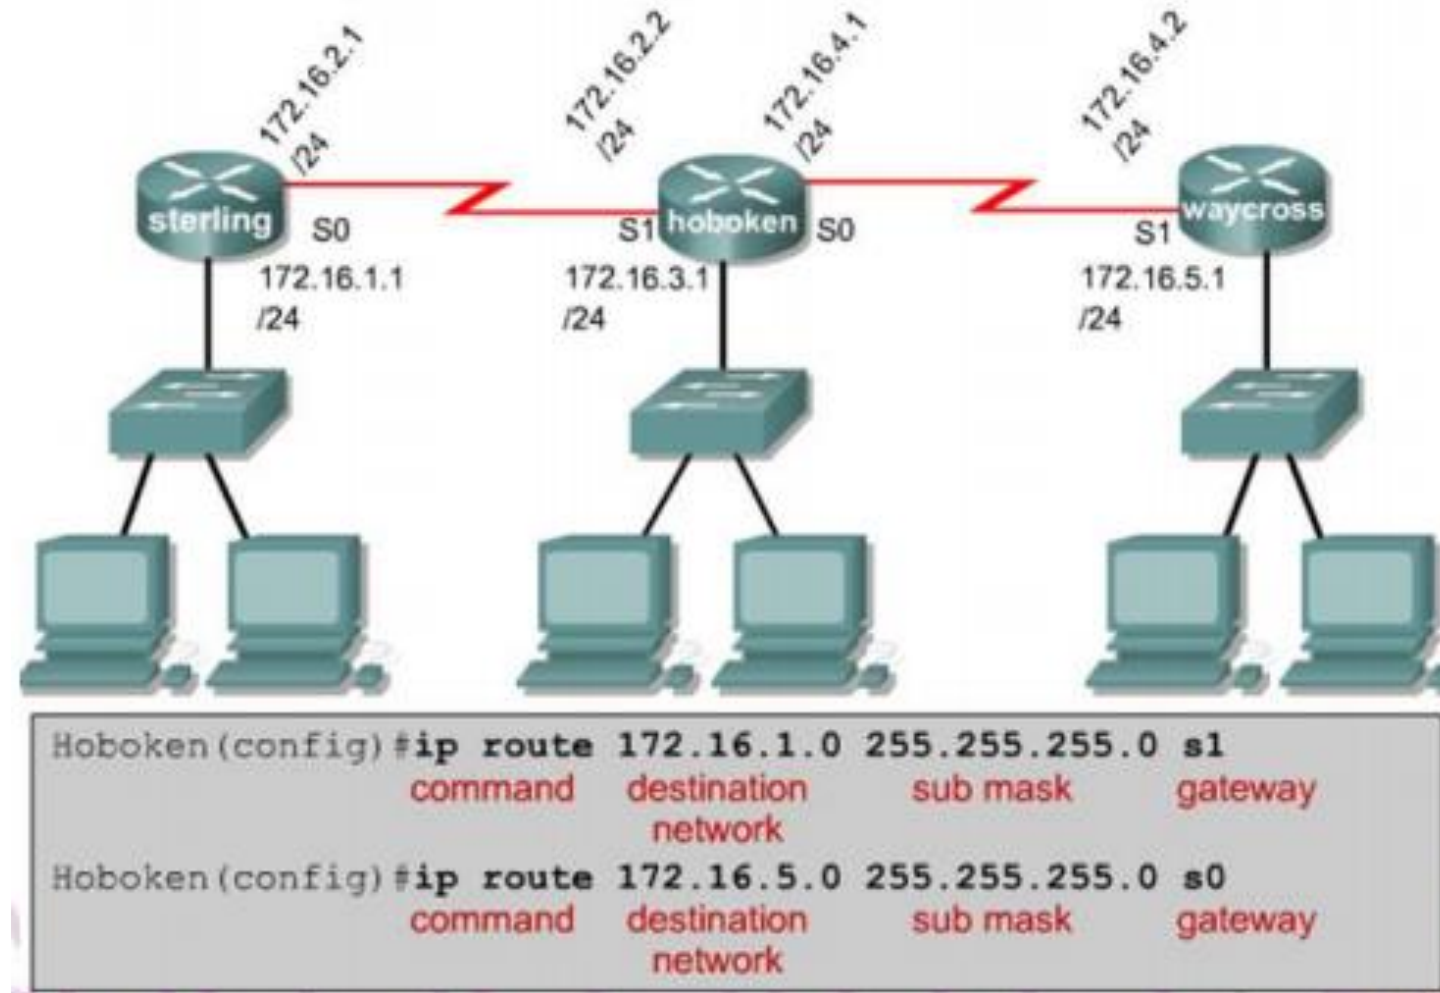 172.16.2.1
/24
172.16.2.2
/24
172.16.4.1
/24
172.16.4.2
/24
sterling
S0
S1
hoboken
S0
S1
waycross
172.16.1.1
/24
172.16.3.1
/24
172.16.5.1
/24
Hoboken(config)#ip route 172.16.1.0 255.255.255.0 s1
command destination sub mask gateway
network
Hoboken(config)#ip route 172.16.5.0 255.255.255.0 s0
command destination sub mask gateway
network